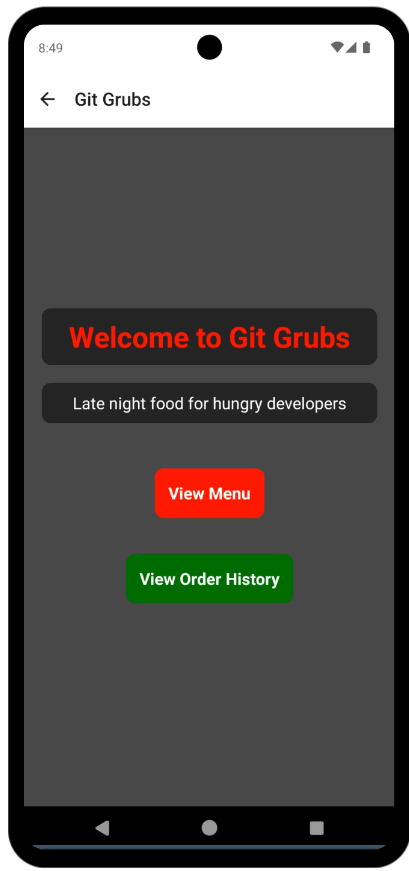 8:49
Git Grubs
Welcome to Git Grubs
Late night food for hungry developers
View Menu
View Order History